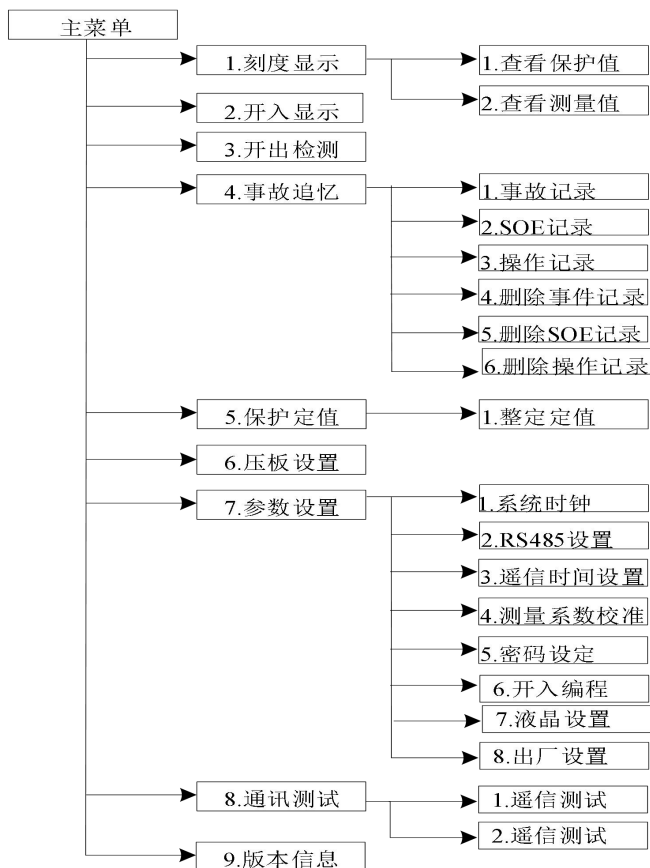 主菜单
1.刻度显示
1.查看保护值
2.查看测量值
2.开入显示
3.开出检测
4.事故追忆
1.事故记录
2.SOE记录
3.操作记录
4.删除事件记录
5.删除SOE记录
6.删除操作记录
5.保护定值
1.整定定值
6.压板设置
7.参数设置
1.系统时钟
2.RS485设置
3.遥信时间设置
4.测量系数校准
5.密码设定
6.开入编程
7.液晶设置
8.出厂设置
8.通讯测试
1.遥信测试
2.遥信测试
9.版本信息